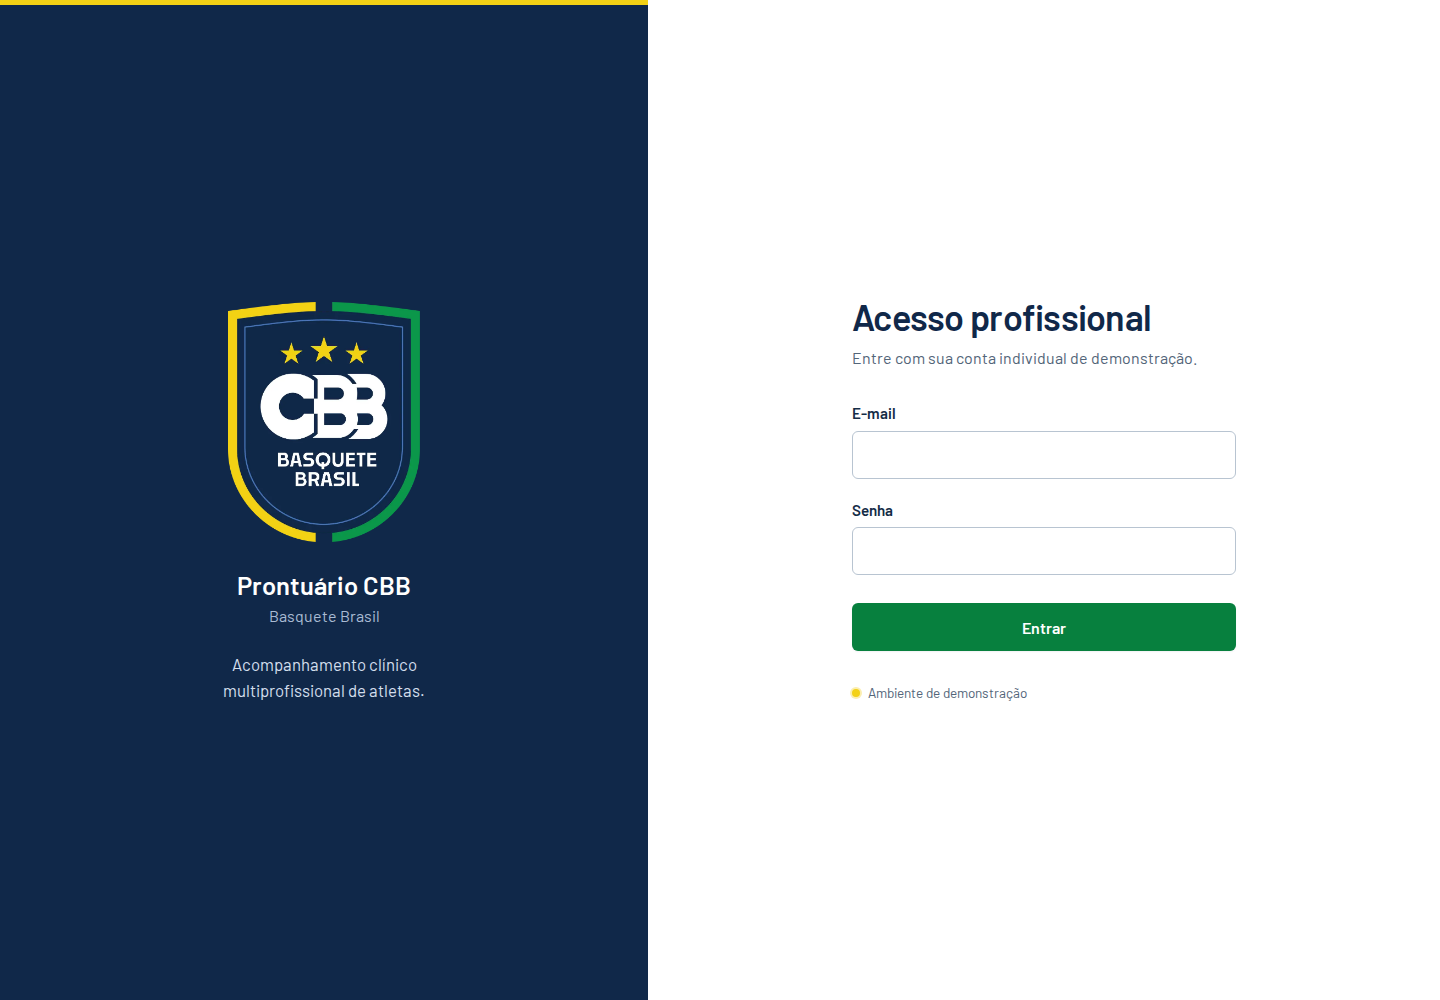 CBB
BASQUETE
BRASIL
Prontuário CBB
Basquete Brasil
Acompanhamento clínico
multiprofissional de atletas.
Acesso profissional
Entre com sua conta individual de demonstração.
E-mail
Senha
Entrar
Ambiente de demonstração